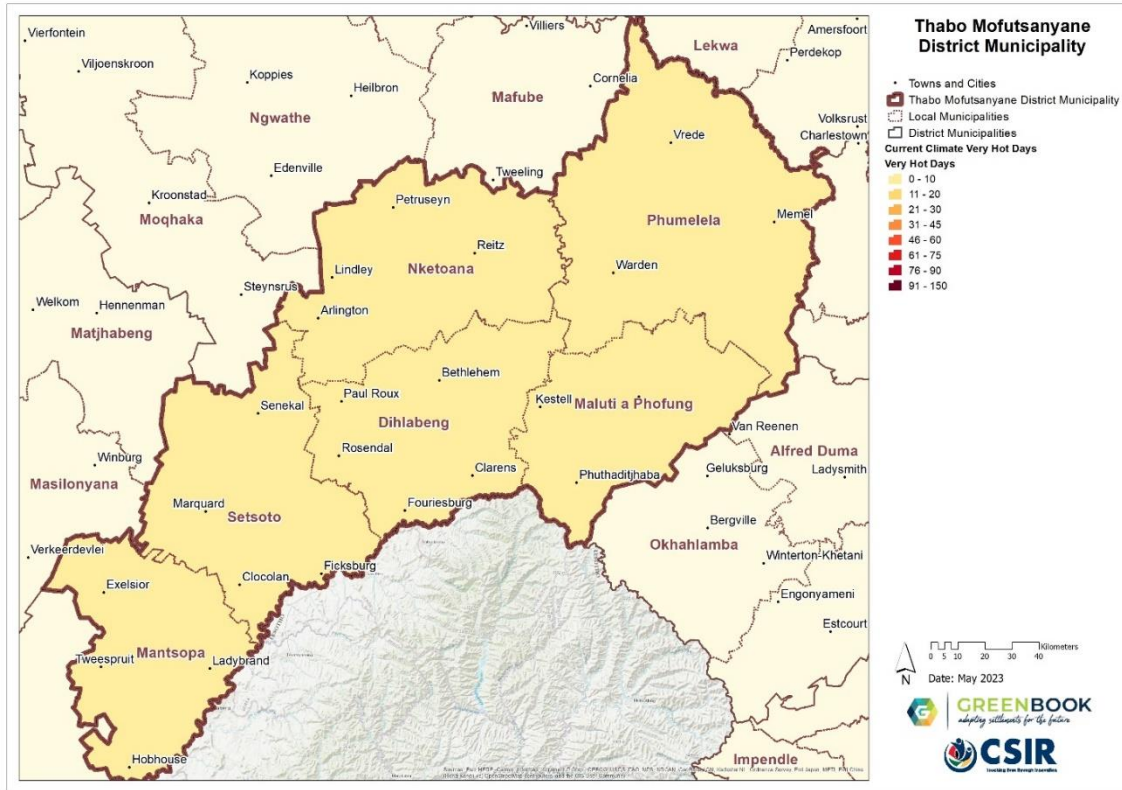 Thabo Mofutsanyane
District Municipality
Towns and Cities
Thabo Mofutsanyane District Municipality
Local Municipalities
District Municipalities
Current Climate Very Hot Days
Very Hot Days
0 - 10
11 - 20
21 - 30
31 - 45
46 - 60
61 - 75
76 - 90
91 - 150
Vierfontein
Viljoenskroon
Koppies
Heilbron
Ngwathe
Villiers
Mafube
Cornelia
Lekwa
Amersfoort
Perdekop
Volksrust
Charlestown
Vrede
Edenville
Tweeling
Kroonstad
Moqhaka
Petruseyn
Phumelela
Memel
Reitz
Nketoana
Lindley
Warden
Steynsrus
Welkom
Hennenman
Matjhabeng
Arlington
Bethlehem
Paul Roux
Kestell
Maluti a Phofung
Senekal
Dihlabeng
Van Reenen
Alfred Duma
Rosendal
Winburg
Masilonyana
Clarens
Phuthaditjhaba
Geluksburg
Ladysmith
Marquard
Setsoto
Fouriesburg
Bergville
Okhahlamba
Verkeerdevlei
Winterton-Khetani
Exelsior
Clocolan
Ficksburg
Engonyameni
Estcourt
Tweespruit
Mantsopa
Ladybrand
Hobhouse
Impendle
Kilometers
0 5 10 20 30 40
N
Date: May 2023
GREENBOOK
adapting settlements for the future
CSIR
Touching lives through innovation